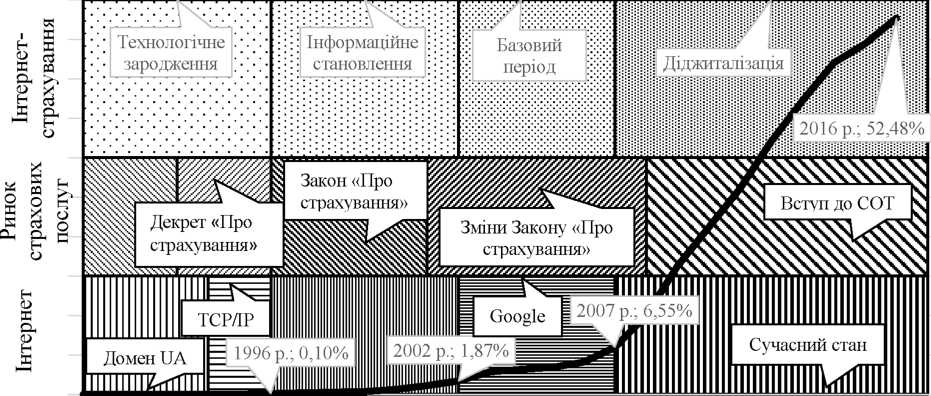 Інтернет-
страхування
Технологічне
зародження
Інформаційне
становлення
Базовий
період
Діджиталізація
2016 р.; 52,48%
Ринок
страхових
послуг
Декрет «Про
страхування»
Закон «Про
страхування»
Зміни Закону «Про
страхування»
Вступ до СОТ
Інтернет
Домен UA
TCP/IP
1996 р.; 0,10%
2002 р.; 1,87%
Google
2007 р.; 6,55%
Сучасний стан